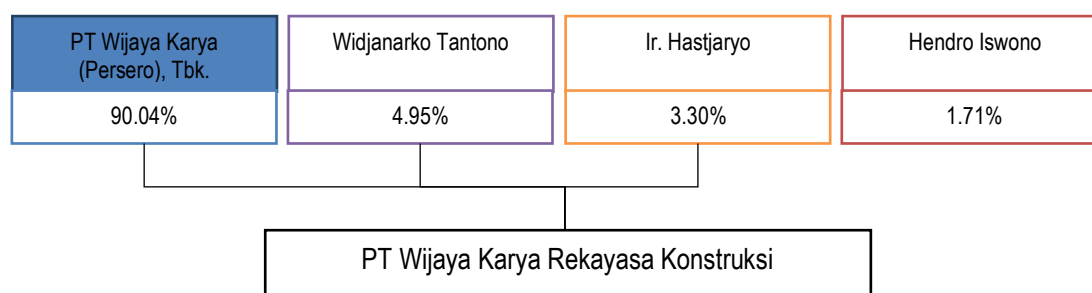 PT Wijaya Karya
(Persero), Tbk.
Widjanarko Tantono
Ir. Hastjaryo
Hendro Iswono
90.04%
4.95%
3.30%
1.71%
PT Wijaya Karya Rekayasa Konstruksi